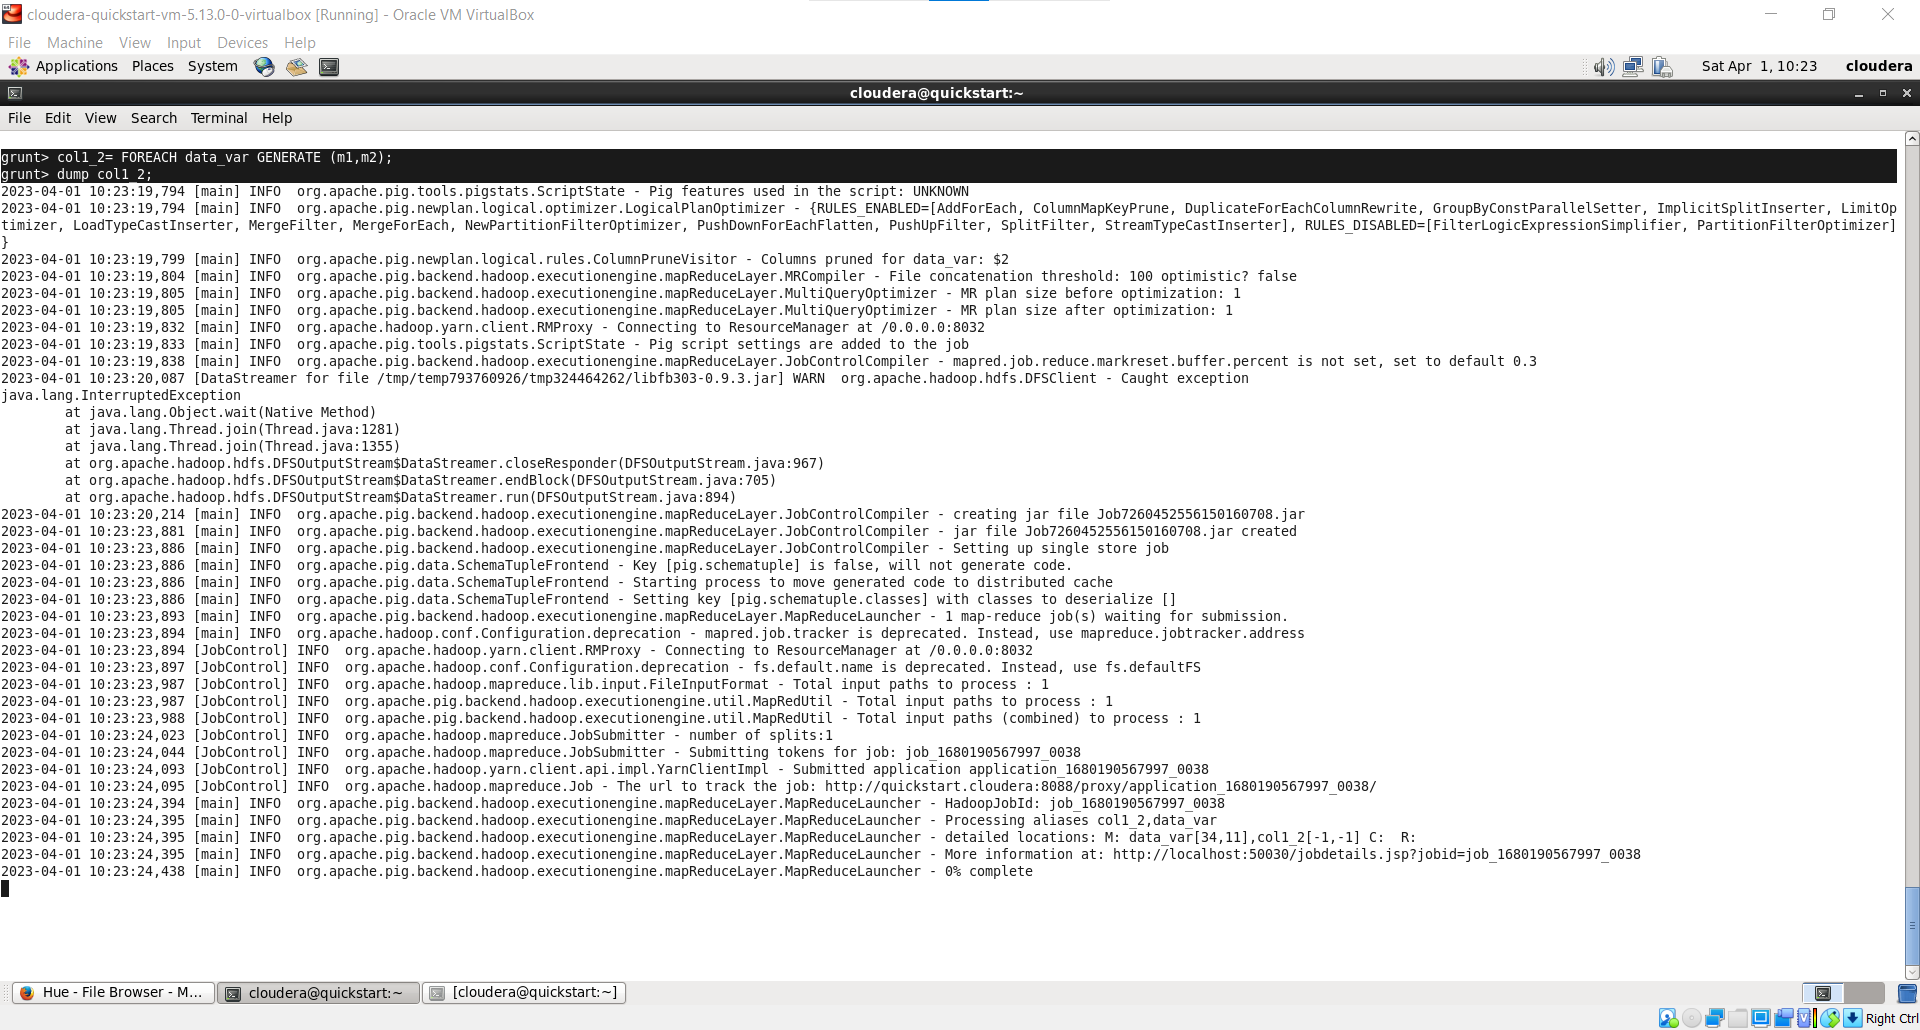 cloudera-quickstart-vm-5.13.0-0-virtualbox [Running] - Oracle VM VirtualBox
File Machine View Input Devices Help
Applications Places System Sat Apr 1, 10:23 cloudera
cloudera@quickstart:~
File Edit View Search Terminal Help
grunt> col1_2= FOREACH data_var GENERATE (m1,m2);
grunt> dump col1_2;
2023-04-01 10:23:19,794 [main] INFO  org.apache.pig.tools.pigstats.ScriptState - Pig features used in the script: UNKNOWN
2023-04-01 10:23:19,794 [main] INFO  org.apache.pig.newplan.logical.optimizer.LogicalPlanOptimizer - {RULES_ENABLED=[AddForEach, ColumnMapKeyPrune, DuplicateForEachColumnRewrite, GroupByConstParallelSetter, ImplicitSplitInserter, LimitOp
timizer, LoadTypeCastInserter, MergeFilter, MergeForEach, NewPartitionFilterOptimizer, PushDownForEachFlatten, PushUpFilter, SplitFilter, StreamTypeCastInserter], RULES_DISABLED=[FilterLogicExpressionSimplifier, PartitionFilterOptimizer]
}
2023-04-01 10:23:19,799 [main] INFO  org.apache.pig.newplan.logical.rules.ColumnPruneVisitor - Columns pruned for data_var: $2
2023-04-01 10:23:19,804 [main] INFO  org.apache.pig.backend.hadoop.executionengine.mapReduceLayer.MRCompiler - File concatenation threshold: 100 optimistic? false
2023-04-01 10:23:19,805 [main] INFO  org.apache.pig.backend.hadoop.executionengine.mapReduceLayer.MultiQueryOptimizer - MR plan size before optimization: 1
2023-04-01 10:23:19,805 [main] INFO  org.apache.pig.backend.hadoop.executionengine.mapReduceLayer.MultiQueryOptimizer - MR plan size after optimization: 1
2023-04-01 10:23:19,832 [main] INFO  org.apache.hadoop.yarn.client.RMProxy - Connecting to ResourceManager at /0.0.0.0:8032
2023-04-01 10:23:19,833 [main] INFO  org.apache.pig.tools.pigstats.ScriptState - Pig script settings are added to the job
2023-04-01 10:23:19,838 [main] INFO  org.apache.pig.backend.hadoop.executionengine.mapReduceLayer.JobControlCompiler - mapred.job.reduce.markreset.buffer.percent is not set, set to default 0.3
2023-04-01 10:23:20,087 [DataStreamer for file /tmp/temp793760926/tmp324464262/libfb303-0.9.3.jar] WARN  org.apache.hadoop.hdfs.DFSClient - Caught exception
java.lang.InterruptedException
        at java.lang.Object.wait(Native Method)
        at java.lang.Thread.join(Thread.java:1281)
        at java.lang.Thread.join(Thread.java:1355)
        at org.apache.hadoop.hdfs.DFSOutputStream$DataStreamer.closeResponder(DFSOutputStream.java:967)
        at org.apache.hadoop.hdfs.DFSOutputStream$DataStreamer.endBlock(DFSOutputStream.java:705)
        at org.apache.hadoop.hdfs.DFSOutputStream$DataStreamer.run(DFSOutputStream.java:894)
2023-04-01 10:23:20,214 [main] INFO  org.apache.pig.backend.hadoop.executionengine.mapReduceLayer.JobControlCompiler - creating jar file Job7260452556150160708.jar
2023-04-01 10:23:23,881 [main] INFO  org.apache.pig.backend.hadoop.executionengine.mapReduceLayer.JobControlCompiler - jar file Job7260452556150160708.jar created
2023-04-01 10:23:23,886 [main] INFO  org.apache.pig.backend.hadoop.executionengine.mapReduceLayer.JobControlCompiler - Setting up single store job
2023-04-01 10:23:23,886 [main] INFO  org.apache.pig.data.SchemaTupleFrontend - Key [pig.schematuple] is false, will not generate code.
2023-04-01 10:23:23,886 [main] INFO  org.apache.pig.data.SchemaTupleFrontend - Starting process to move generated code to distributed cache
2023-04-01 10:23:23,886 [main] INFO  org.apache.pig.data.SchemaTupleFrontend - Setting key [pig.schematuple.classes] with classes to deserialize []
2023-04-01 10:23:23,893 [main] INFO  org.apache.pig.backend.hadoop.executionengine.mapReduceLayer.MapReduceLauncher - 1 map-reduce job(s) waiting for submission.
2023-04-01 10:23:23,894 [main] INFO  org.apache.hadoop.conf.Configuration.deprecation - mapred.job.tracker is deprecated. Instead, use mapreduce.jobtracker.address
2023-04-01 10:23:23,894 [JobControl] INFO  org.apache.hadoop.yarn.client.RMProxy - Connecting to ResourceManager at /0.0.0.0:8032
2023-04-01 10:23:23,897 [JobControl] INFO  org.apache.hadoop.conf.Configuration.deprecation - fs.default.name is deprecated. Instead, use fs.defaultFS
2023-04-01 10:23:23,987 [JobControl] INFO  org.apache.hadoop.mapreduce.lib.input.FileInputFormat - Total input paths to process : 1
2023-04-01 10:23:23,987 [JobControl] INFO  org.apache.pig.backend.hadoop.executionengine.util.MapRedUtil - Total input paths to process : 1
2023-04-01 10:23:23,988 [JobControl] INFO  org.apache.pig.backend.hadoop.executionengine.util.MapRedUtil - Total input paths (combined) to process : 1
2023-04-01 10:23:24,023 [JobControl] INFO  org.apache.hadoop.mapreduce.JobSubmitter - number of splits:1
2023-04-01 10:23:24,044 [JobControl] INFO  org.apache.hadoop.mapreduce.JobSubmitter - Submitting tokens for job: job_1680190567997_0038
2023-04-01 10:23:24,093 [JobControl] INFO  org.apache.hadoop.yarn.client.api.impl.YarnClientImpl - Submitted application application_1680190567997_0038
2023-04-01 10:23:24,095 [JobControl] INFO  org.apache.hadoop.mapreduce.Job - The url to track the job: http://quickstart.cloudera:8088/proxy/application_1680190567997_0038/
2023-04-01 10:23:24,394 [main] INFO  org.apache.pig.backend.hadoop.executionengine.mapReduceLayer.MapReduceLauncher - HadoopJobId: job_1680190567997_0038
2023-04-01 10:23:24,395 [main] INFO  org.apache.pig.backend.hadoop.executionengine.mapReduceLayer.MapReduceLauncher - Processing aliases col1_2,data_var
2023-04-01 10:23:24,395 [main] INFO  org.apache.pig.backend.hadoop.executionengine.mapReduceLayer.MapReduceLauncher - detailed locations: M: data_var[34,11],col1_2[-1,-1] C:  R:
2023-04-01 10:23:24,395 [main] INFO  org.apache.pig.backend.hadoop.executionengine.mapReduceLayer.MapReduceLauncher - More information at: http://localhost:50030/jobdetails.jsp?jobid=job_1680190567997_0038
2023-04-01 10:23:24,438 [main] INFO  org.apache.pig.backend.hadoop.executionengine.mapReduceLayer.MapReduceLauncher - 0% complete
Hue - File Browser - M... cloudera@quickstart:~ [cloudera@quickstart:~]
Right Ctrl